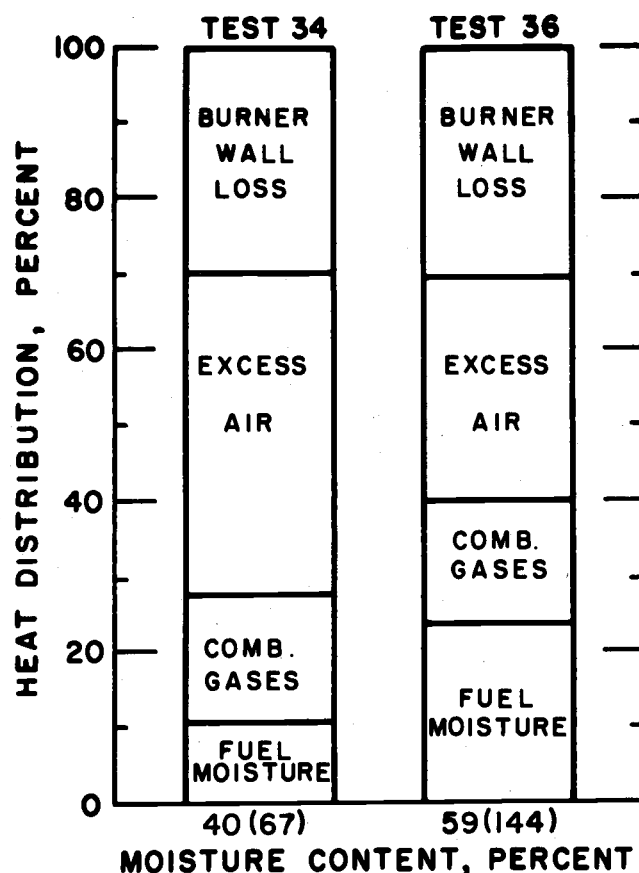 TEST 34
TEST 36
100
80
60
40
20
0
HEAT DISTRIBUTION, PERCENT
BURNER
WALL
LOSS
EXCESS
AIR
COMB.
GASES
FUEL
MOISTURE
BURNER
WALL
LOSS
EXCESS
AIR
COMB.
GASES
FUEL
MOISTURE
40(67)
59(144)
MOISTURE CONTENT, PERCENT